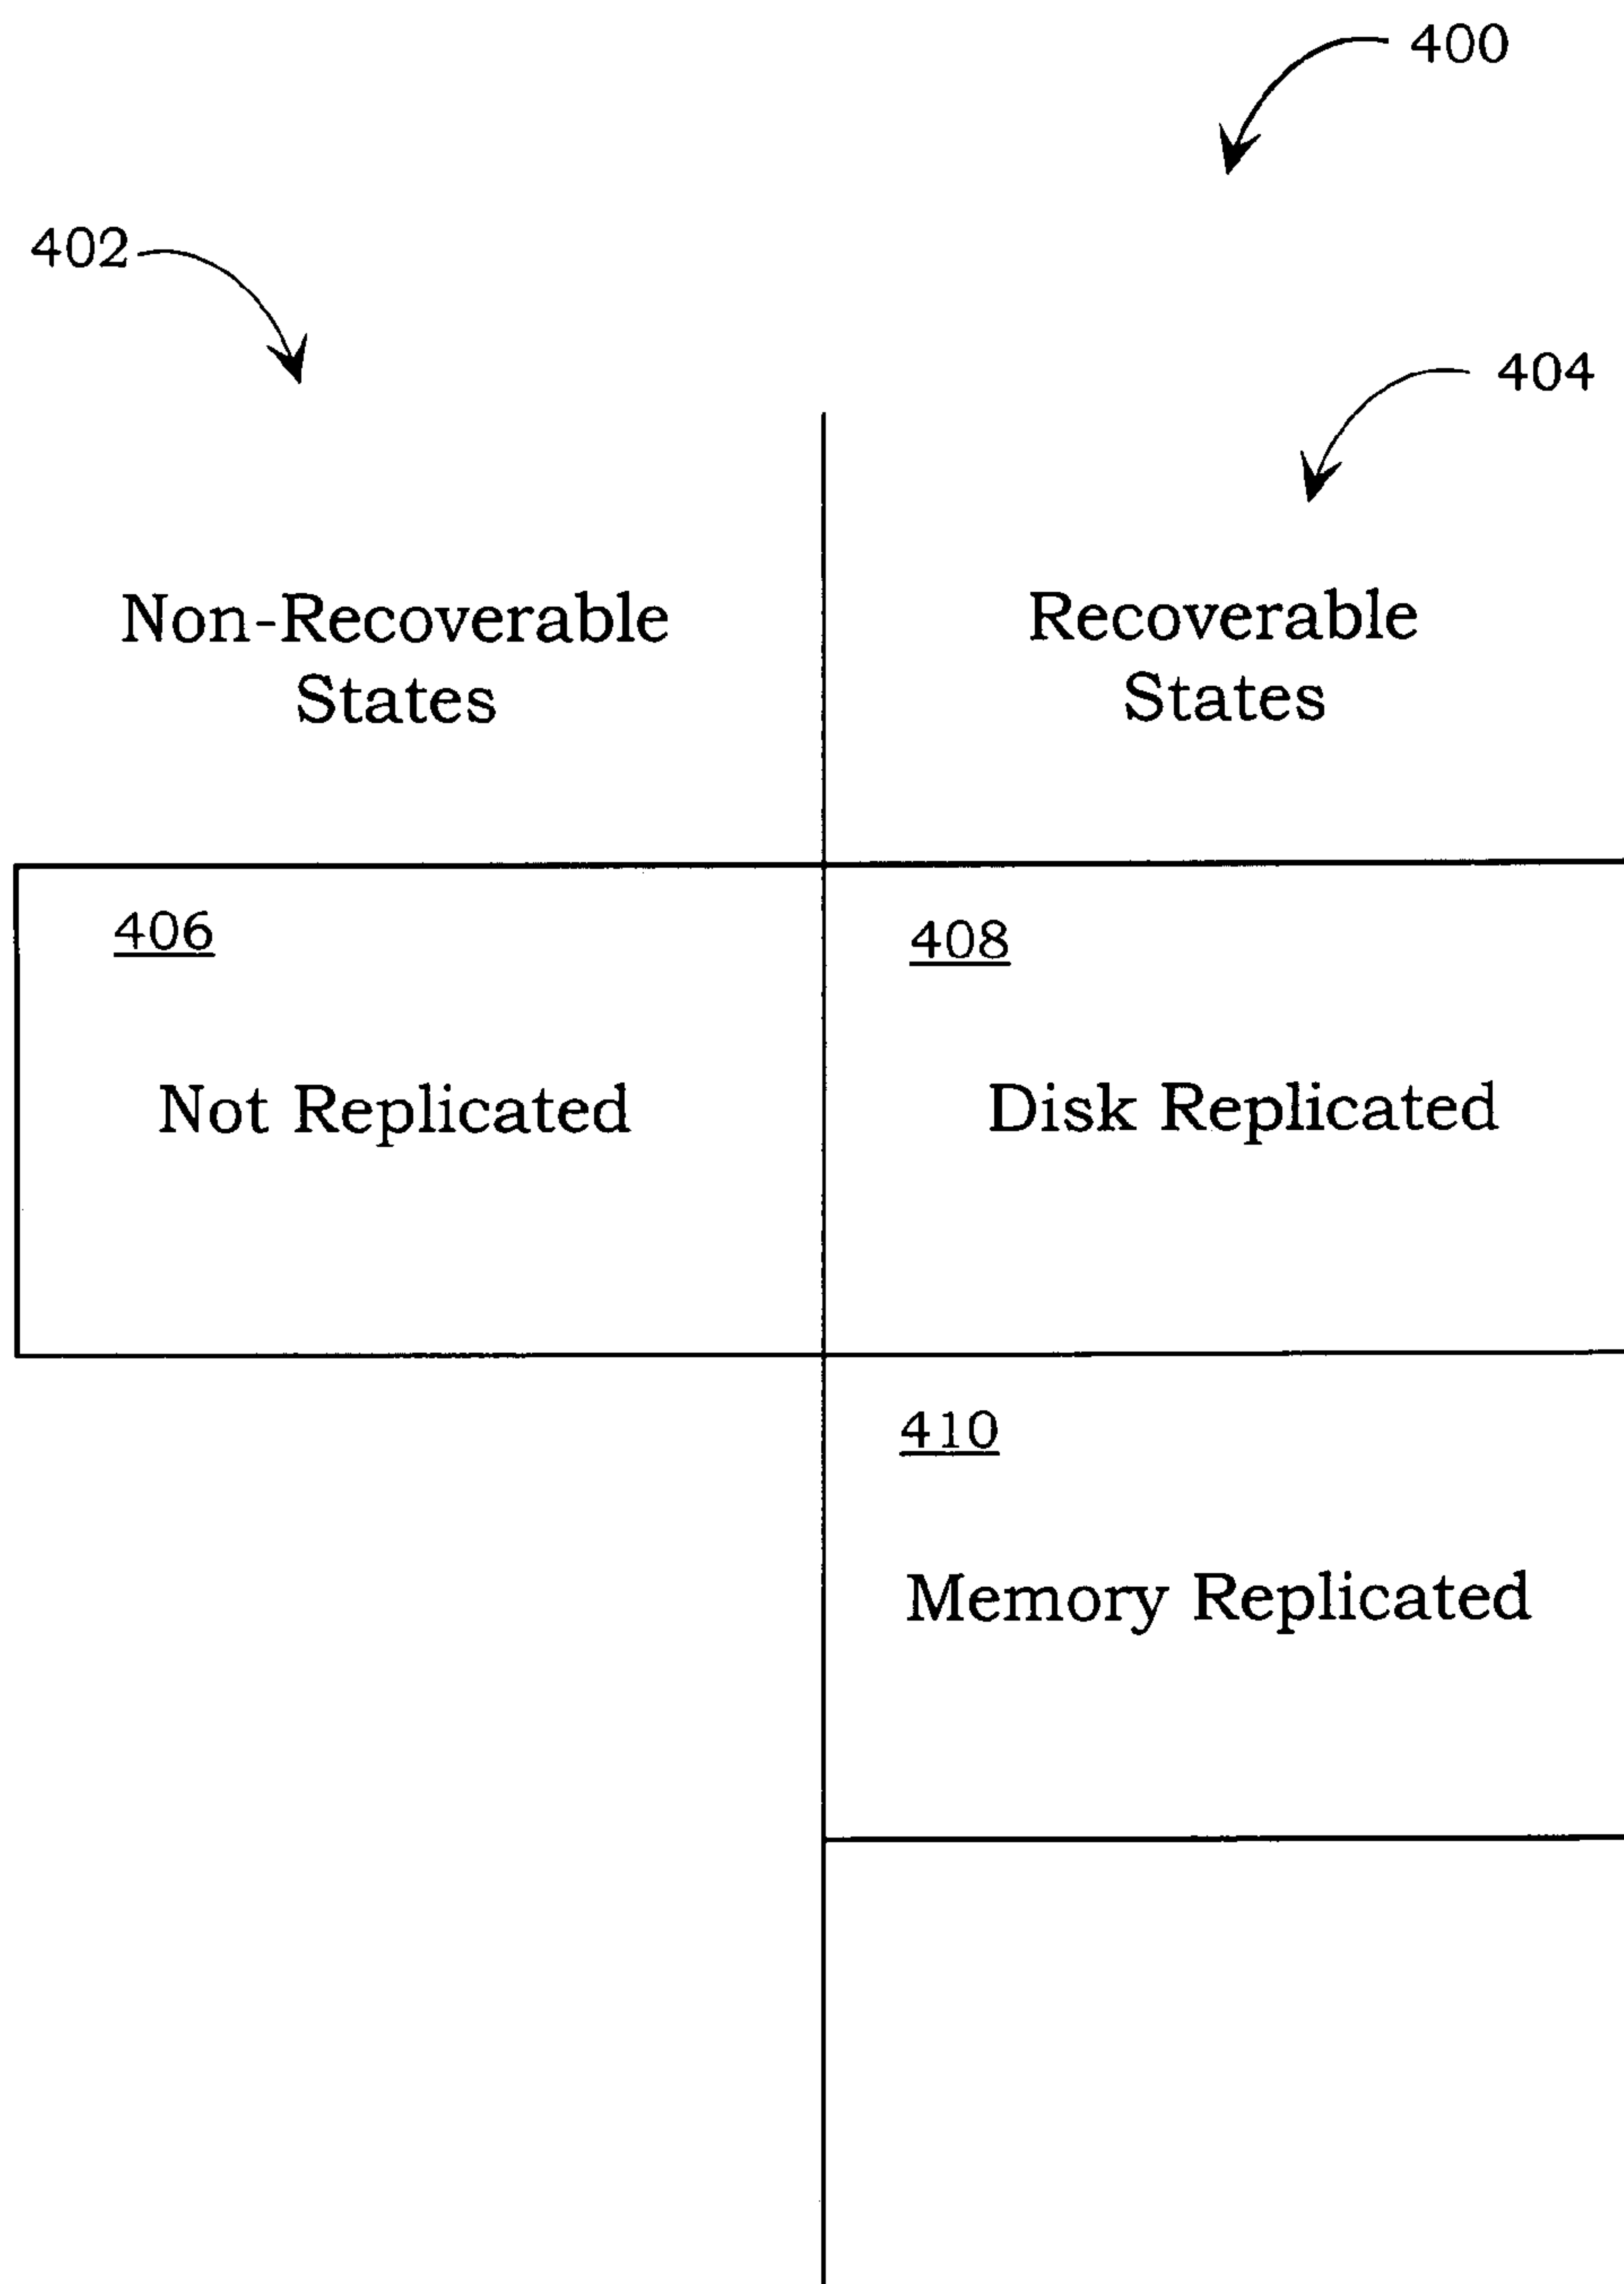 400
402
404
Non-Recoverable
States
Recoverable
States
406
Not Replicated
408
Disk Replicated
410
Memory Replicated